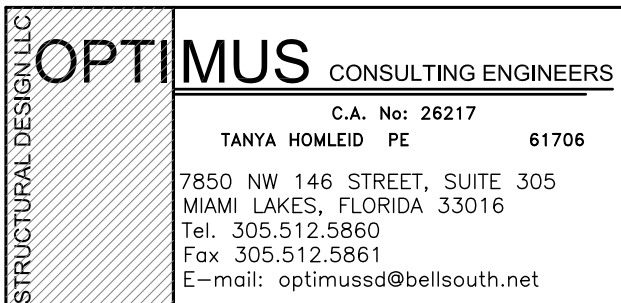 STRUCTURAL DESIGN LLC
OPTIMUS CONSULTING ENGINEERS
C.A. No: 26217
TANYA HOMLEID PE 61706
7850 NW 146 STREET, SUITE 305
MIAMI LAKES, FLORIDA 33016
Tel. 305.512.5860
Fax 305.512.5861
E-mail: optimussd@bellsouth.net